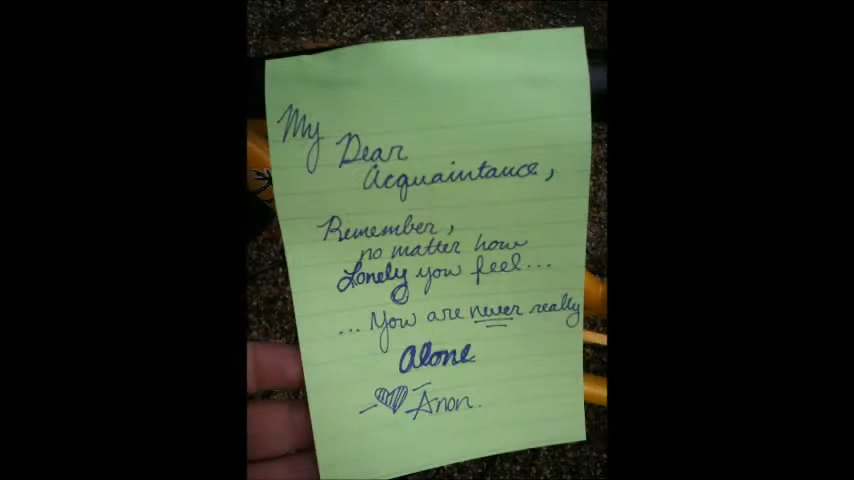 My
Dear
Acquaintance,
Remember,
no matter how
Lonely you feel...
...You are never really
Alone
Anon.